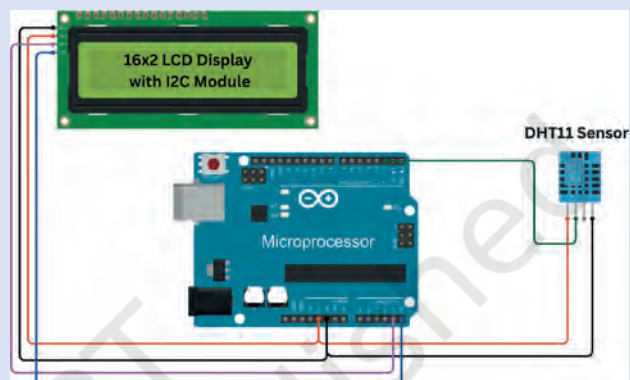 16x2 LCD Display
with I2C Module
DHT11 Sensor
Microprocessor